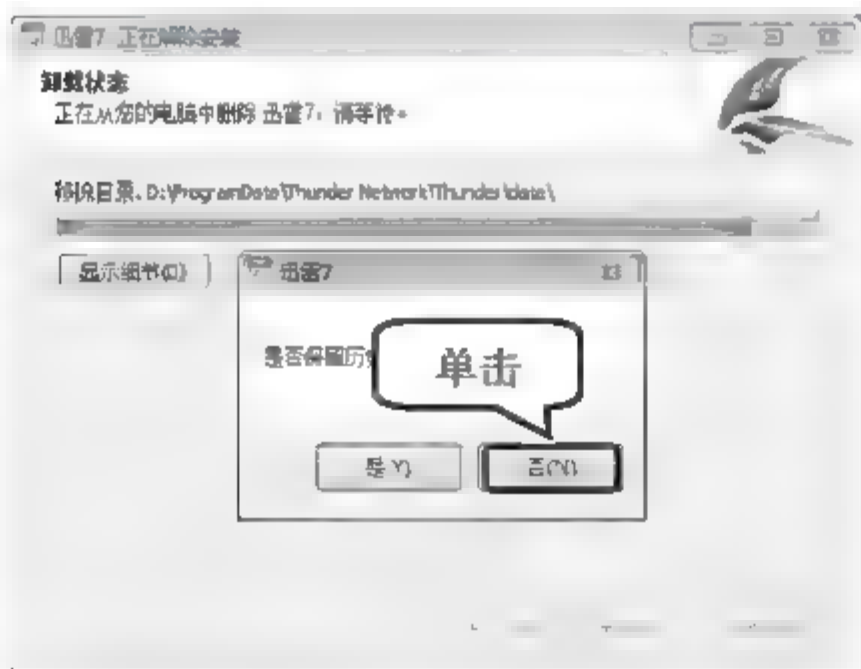 迅雷7 正在解除安装
卸载状态
正在从您的电脑中删除 迅雷7，请等待。
移除目录: D:\ProgramData\Thunder Network\Thunder\data\
显示细节(D)
迅雷7
是否保留历史
单击
是(Y)
否(N)